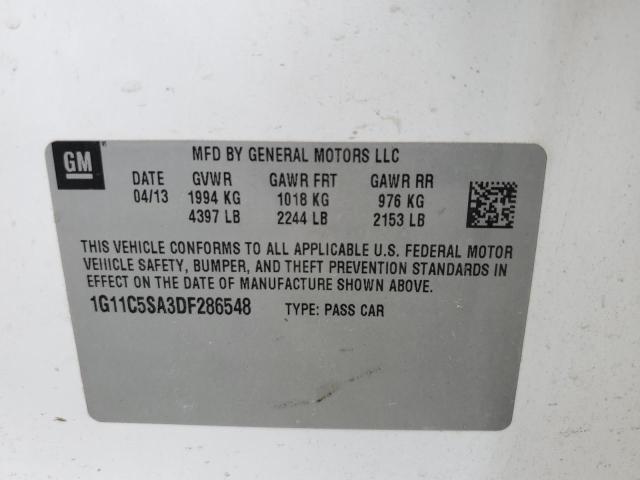 GM
MFD BY GENERAL MOTORS LLC
DATE GVWR GAWR FRT GAWR RR
04/13 1994 KG 1018 KG 976 KG
4397 LB 2244 LB 2153 LB
THIS VEHICLE CONFORMS TO ALL APPLICABLE U.S. FEDERAL MOTOR
VEHICLE SAFETY, BUMPER, AND THEFT PREVENTION STANDARDS IN
EFFECT ON THE DATE OF MANUFACTURE SHOWN ABOVE.
1G11C5SA3DF286548 TYPE: PASS CAR